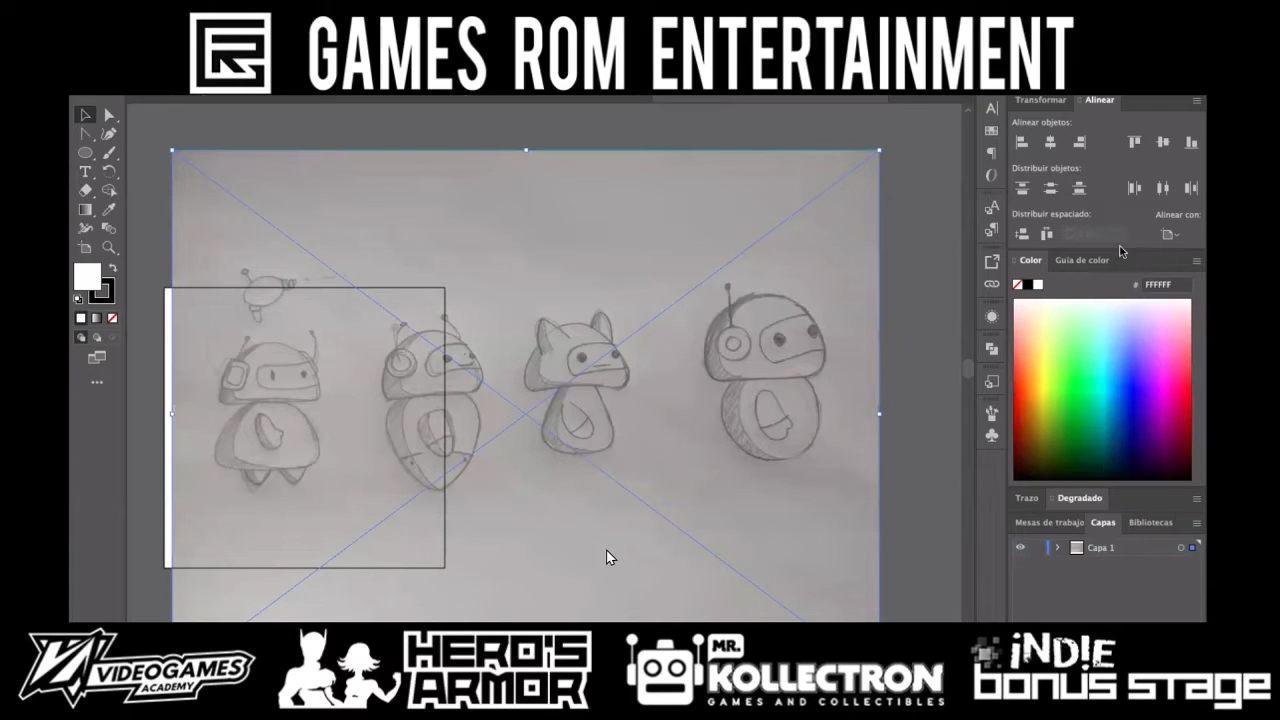 GAMES ROM ENTERTAINMENT
Transformar
Alinear
Alinear objetos:
Distribuir objetos:
Distribuir espaciado:
Alinear con:
Color
Guía de color
# FFFFFF
Trazo
Degradado
Mesas de trabajo
Capas
Bibliotecas
Capa 1
VIDEOGAMES
ACADEMY
HERO'S
ARMOR
MR.
KOLLECTRON
GAMES AND COLLECTIBLES
INDIE
BONUS STAGE